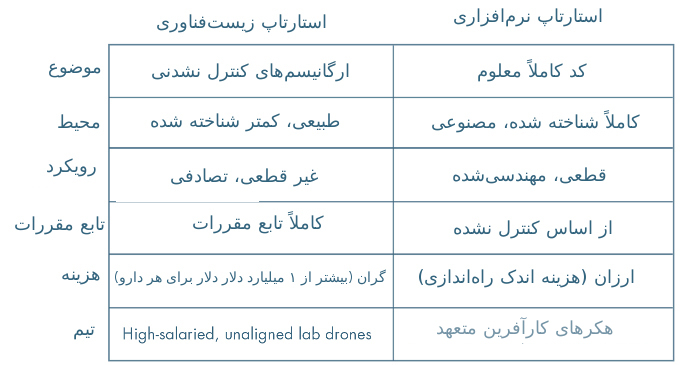 استارتاپ نرم‌افزاری
استارتاپ زیست‌فناوری
موضوع
ارگانیسم‌های کنترل نشدنی
کد کاملاً معلوم
محیط
طبیعی، کمتر شناخته شده
کاملاً شناخته شده، مصنوعی
رویکرد
غیر قطعی، تصادفی
قطعی، مهندسی‌شده
تابع مقررات
کاملاً تابع مقررات
از اساس کنترل نشده
هزینه
گران (بیشتر از ۱ میلیارد دلار دلار برای هر دارو)
ارزان (هزینه اندک راه‌اندازی)
تیم
High-salaried, unaligned lab drones
هکرهای کارآفرین متعهد